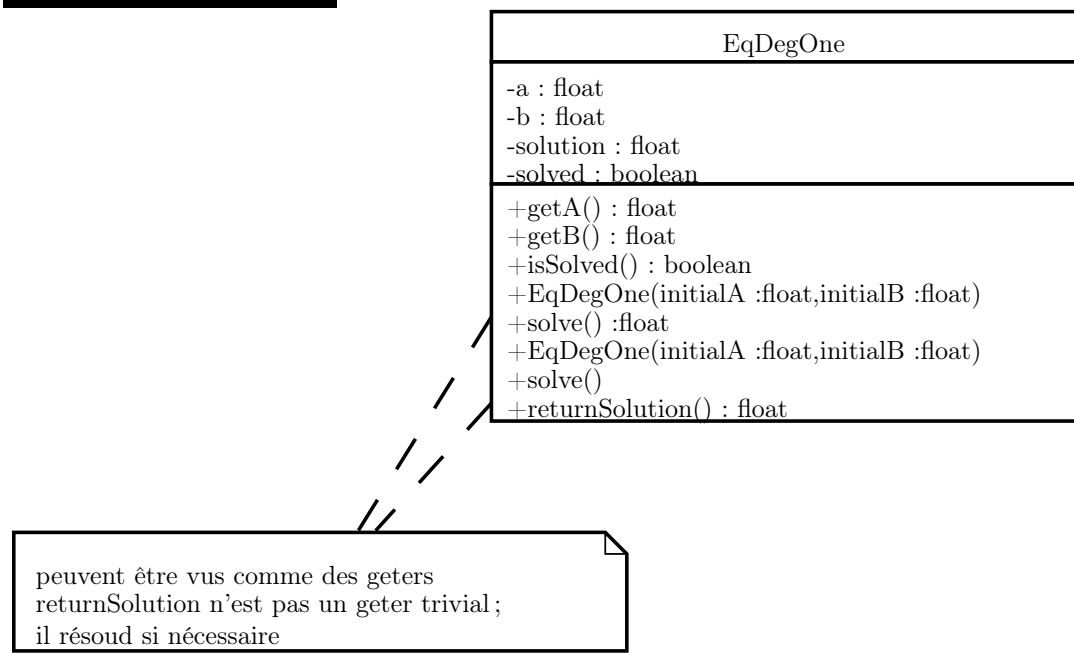 EqDegOne
-a : float
-b : float
-solution : float
-solved : boolean
+getA() : float
+getB() : float
+isSolved() : boolean
+EqDegOne(initialA :float,initialB :float)
+solve() :float
+EqDegOne(initialA :float,initialB :float)
+solve()
+returnSolution() : float
peuvent être vus comme des geters
returnSolution n'est pas un geter trivial ;
il résoud si nécessaire